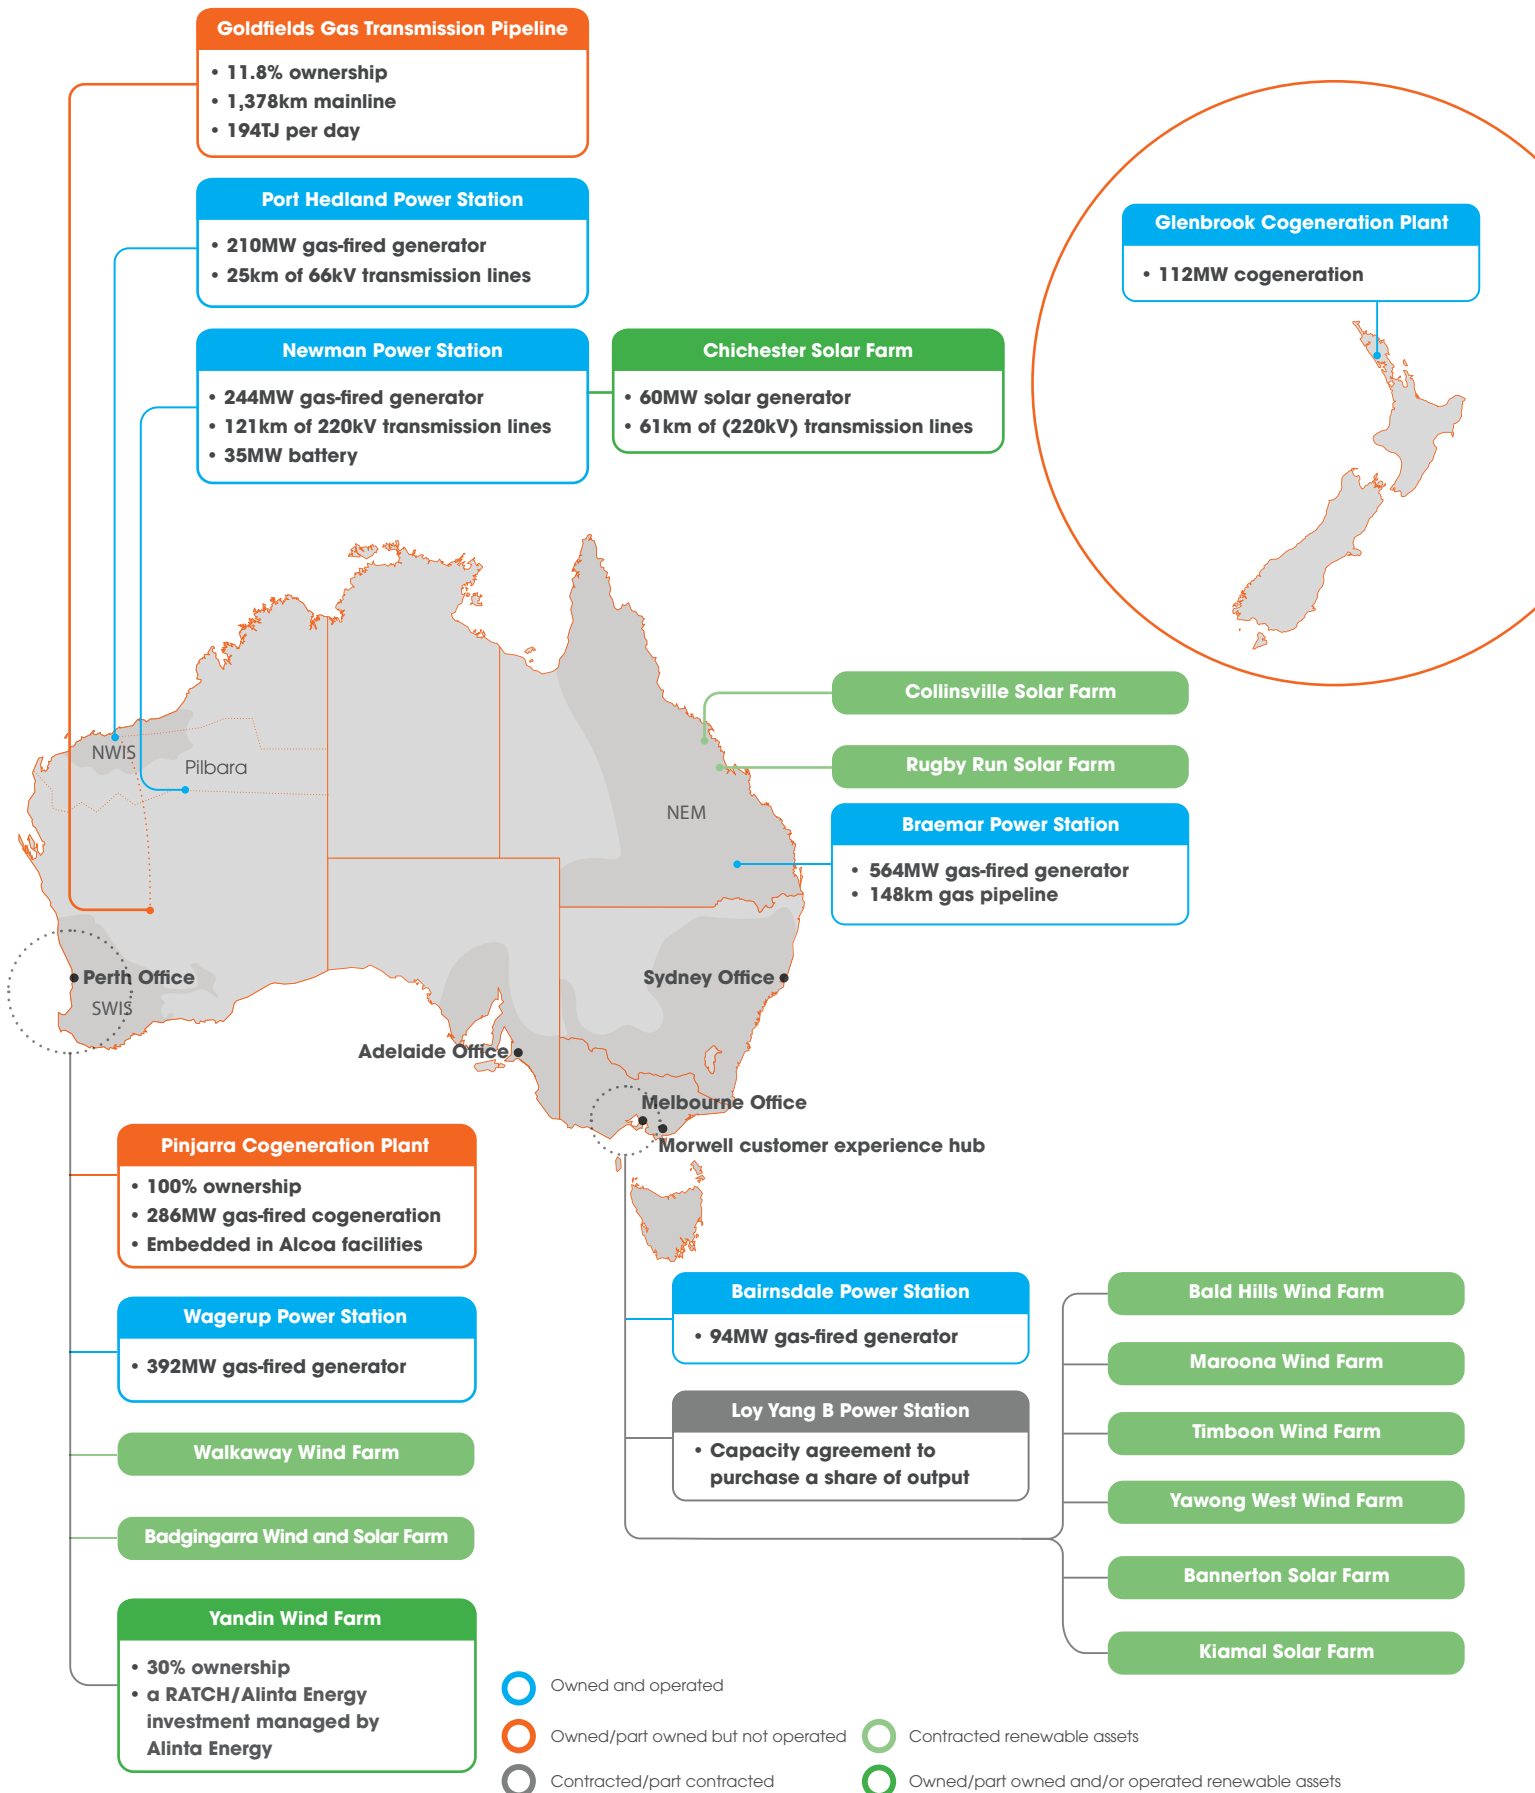 Goldfields Gas Transmission Pipeline
• 11.8% ownership
• 1,378km mainline
• 194TJ per day
Port Hedland Power Station
• 210MW gas-fired generator
• 25km of 66kV transmission lines
Newman Power Station
• 244MW gas-fired generator
• 121km of 220kV transmission lines
• 35MW battery
Chichester Solar Farm
• 60MW solar generator
• 61km of (220kV) transmission lines
Glenbrook Cogeneration Plant
• 112MW cogeneration
Collinsville Solar Farm
Rugby Run Solar Farm
Braemar Power Station
• 564MW gas-fired generator
• 148km gas pipeline
NWIS
Pilbara
NEM
Perth Office
SWIS
Sydney Office
Adelaide Office
Melbourne Office
Morwell customer experience hub
Pinjarra Cogeneration Plant
• 100% ownership
• 286MW gas-fired cogeneration
• Embedded in Alcoa facilities
Wagerup Power Station
• 392MW gas-fired generator
Walkaway Wind Farm
Badgingarra Wind and Solar Farm
Yandin Wind Farm
• 30% ownership
• a RATCH/Alinta Energy
investment managed by
Alinta Energy
Bairnsdale Power Station
• 94MW gas-fired generator
Loy Yang B Power Station
• Capacity agreement to
purchase a share of output
Bald Hills Wind Farm
Maroona Wind Farm
Timboon Wind Farm
Yawong West Wind Farm
Bannerton Solar Farm
Kiamal Solar Farm
Owned and operated
Owned/part owned but not operated
Contracted/part contracted
Contracted renewable assets
Owned/part owned and/or operated renewable assets